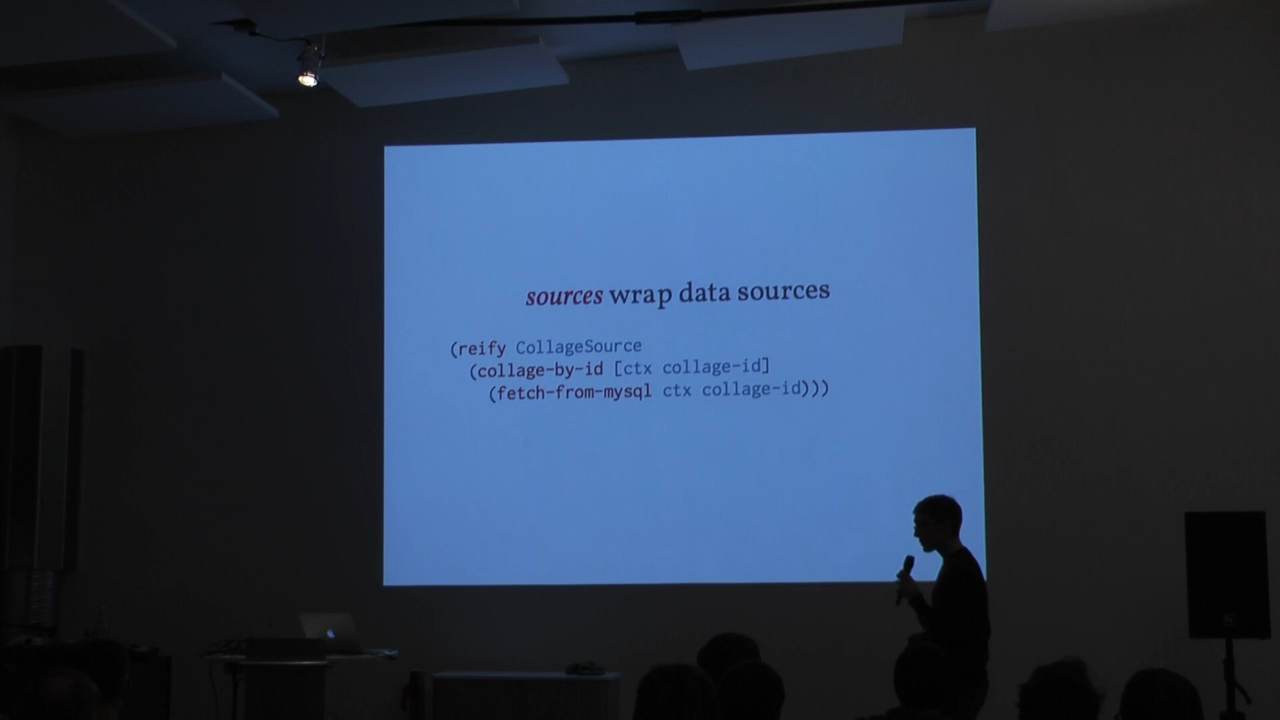 sources wrap data sources
(reify CollageSource
(collage-by-id [ctx collage-id]
(fetch-from-mysql ctx collage-id)))